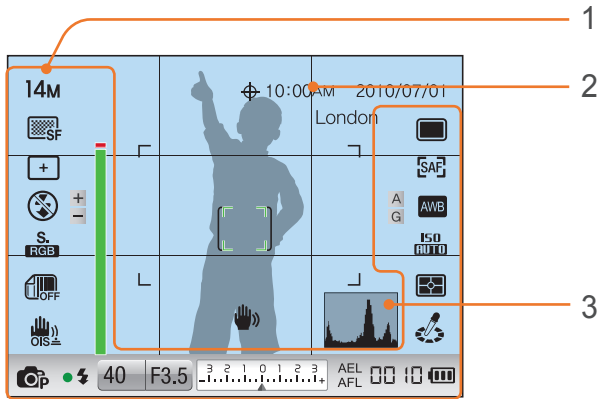 1
14M
10:00AM 2010/07/01
2
London
SF
SAF
+
+
-
A
G
AWB
S.
RGB
ISO
AUTO
OFF
3
OIS
P
40
F3.5
-3 2 1 0 1 2 3+
AEL
AFL
0010